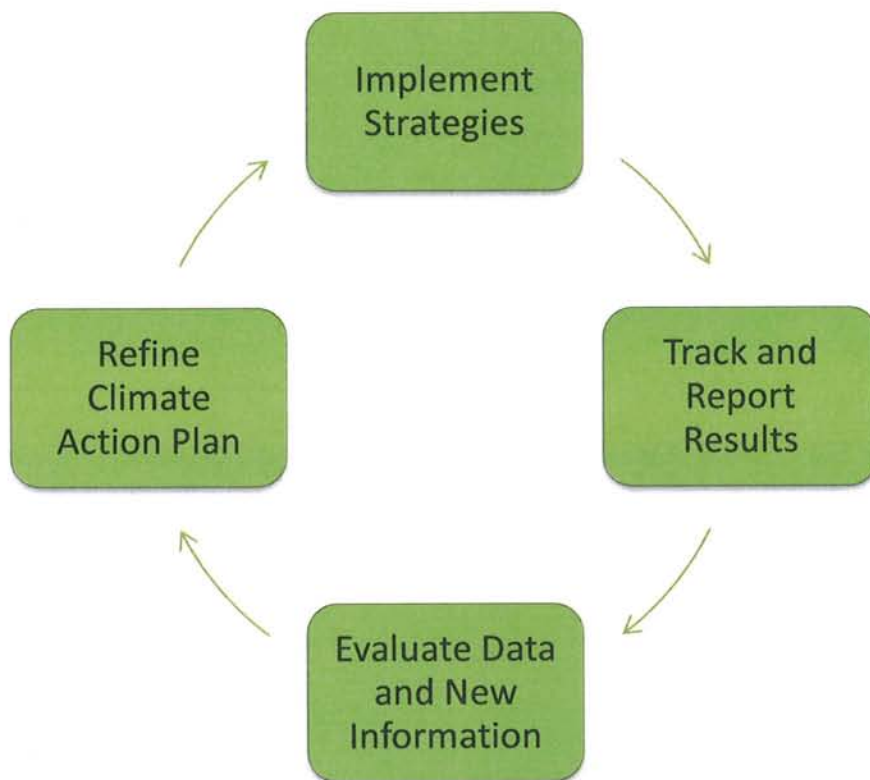 Implement
Strategies
Track and
Report
Results
Evaluate Data
and New
Information
Refine
Climate
Action Plan